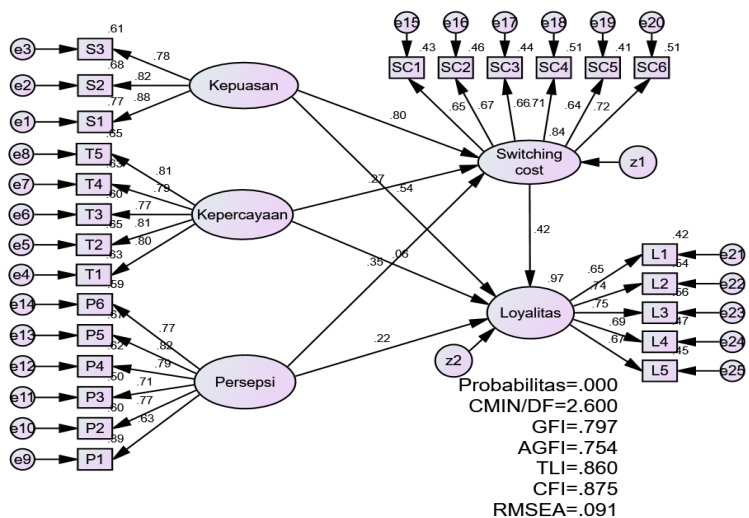 e15 e16 e17 e18 e19 e20
.43 .46 .44 .51 .41 .51
SC1 SC2 SC3 SC4 SC5 SC6
.65 .67 .66 .71 .64 .72
.84
Switching
cost
z1
.61
e3 S3 .78
.68
e2 S2 .82
.77
e1 S1 .88
Kepuasan
.80
.54
.65
e8 T5 .81
.63
e7 T4 .79
.60
e6 T3 .77
.65
e5 T2 .81
.63
e4 T1 .80
Kepercayaan
.27
.06
.42
.59
e14 P6 .77
.67
e13 P5 .82
.62
e12 P4 .79
.50
e11 P3 .71
.60
e10 P2 .77
.39
e9 P1 .63
Persepsi
.35
.22
.97
Loyalitas
z2
.42
.65 L1 e21
.54
.74 L2 e22
.56
.75 L3 e23
.47
.69 L4 e24
.45
.67 L5 e25
Probabilitas=.000
CMIN/DF=2.600
GFI=.797
AGFI=.754
TLI=.860
CFI=.875
RMSEA=.091